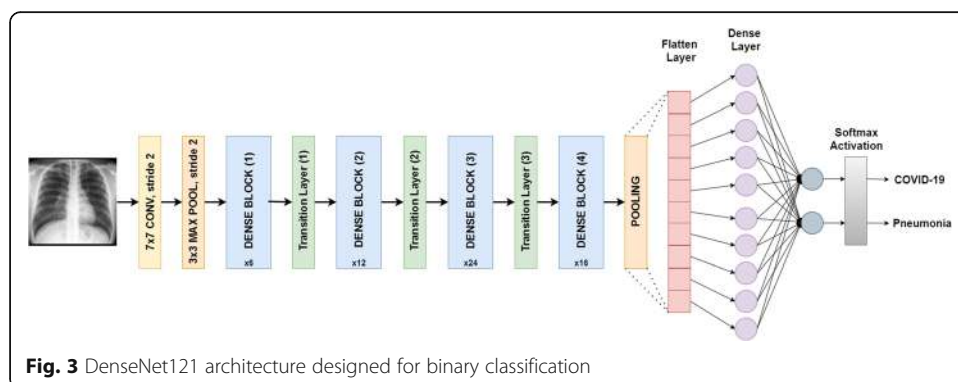 Flatten
Layer
Dense
Layer
7x7 CONV, stride 2
3x3 MAX POOL, stride 2
DENSE BLOCK (1)
x6
Transition Layer (1)
DENSE BLOCK (2)
x12
Transition Layer (2)
DENSE BLOCK (3)
x24
Transition Layer (3)
DENSE BLOCK (4)
x16
POOLING
Softmax
Activation
COVID-19
Pneumonia
Fig. 3 DenseNet121 architecture designed for binary classification